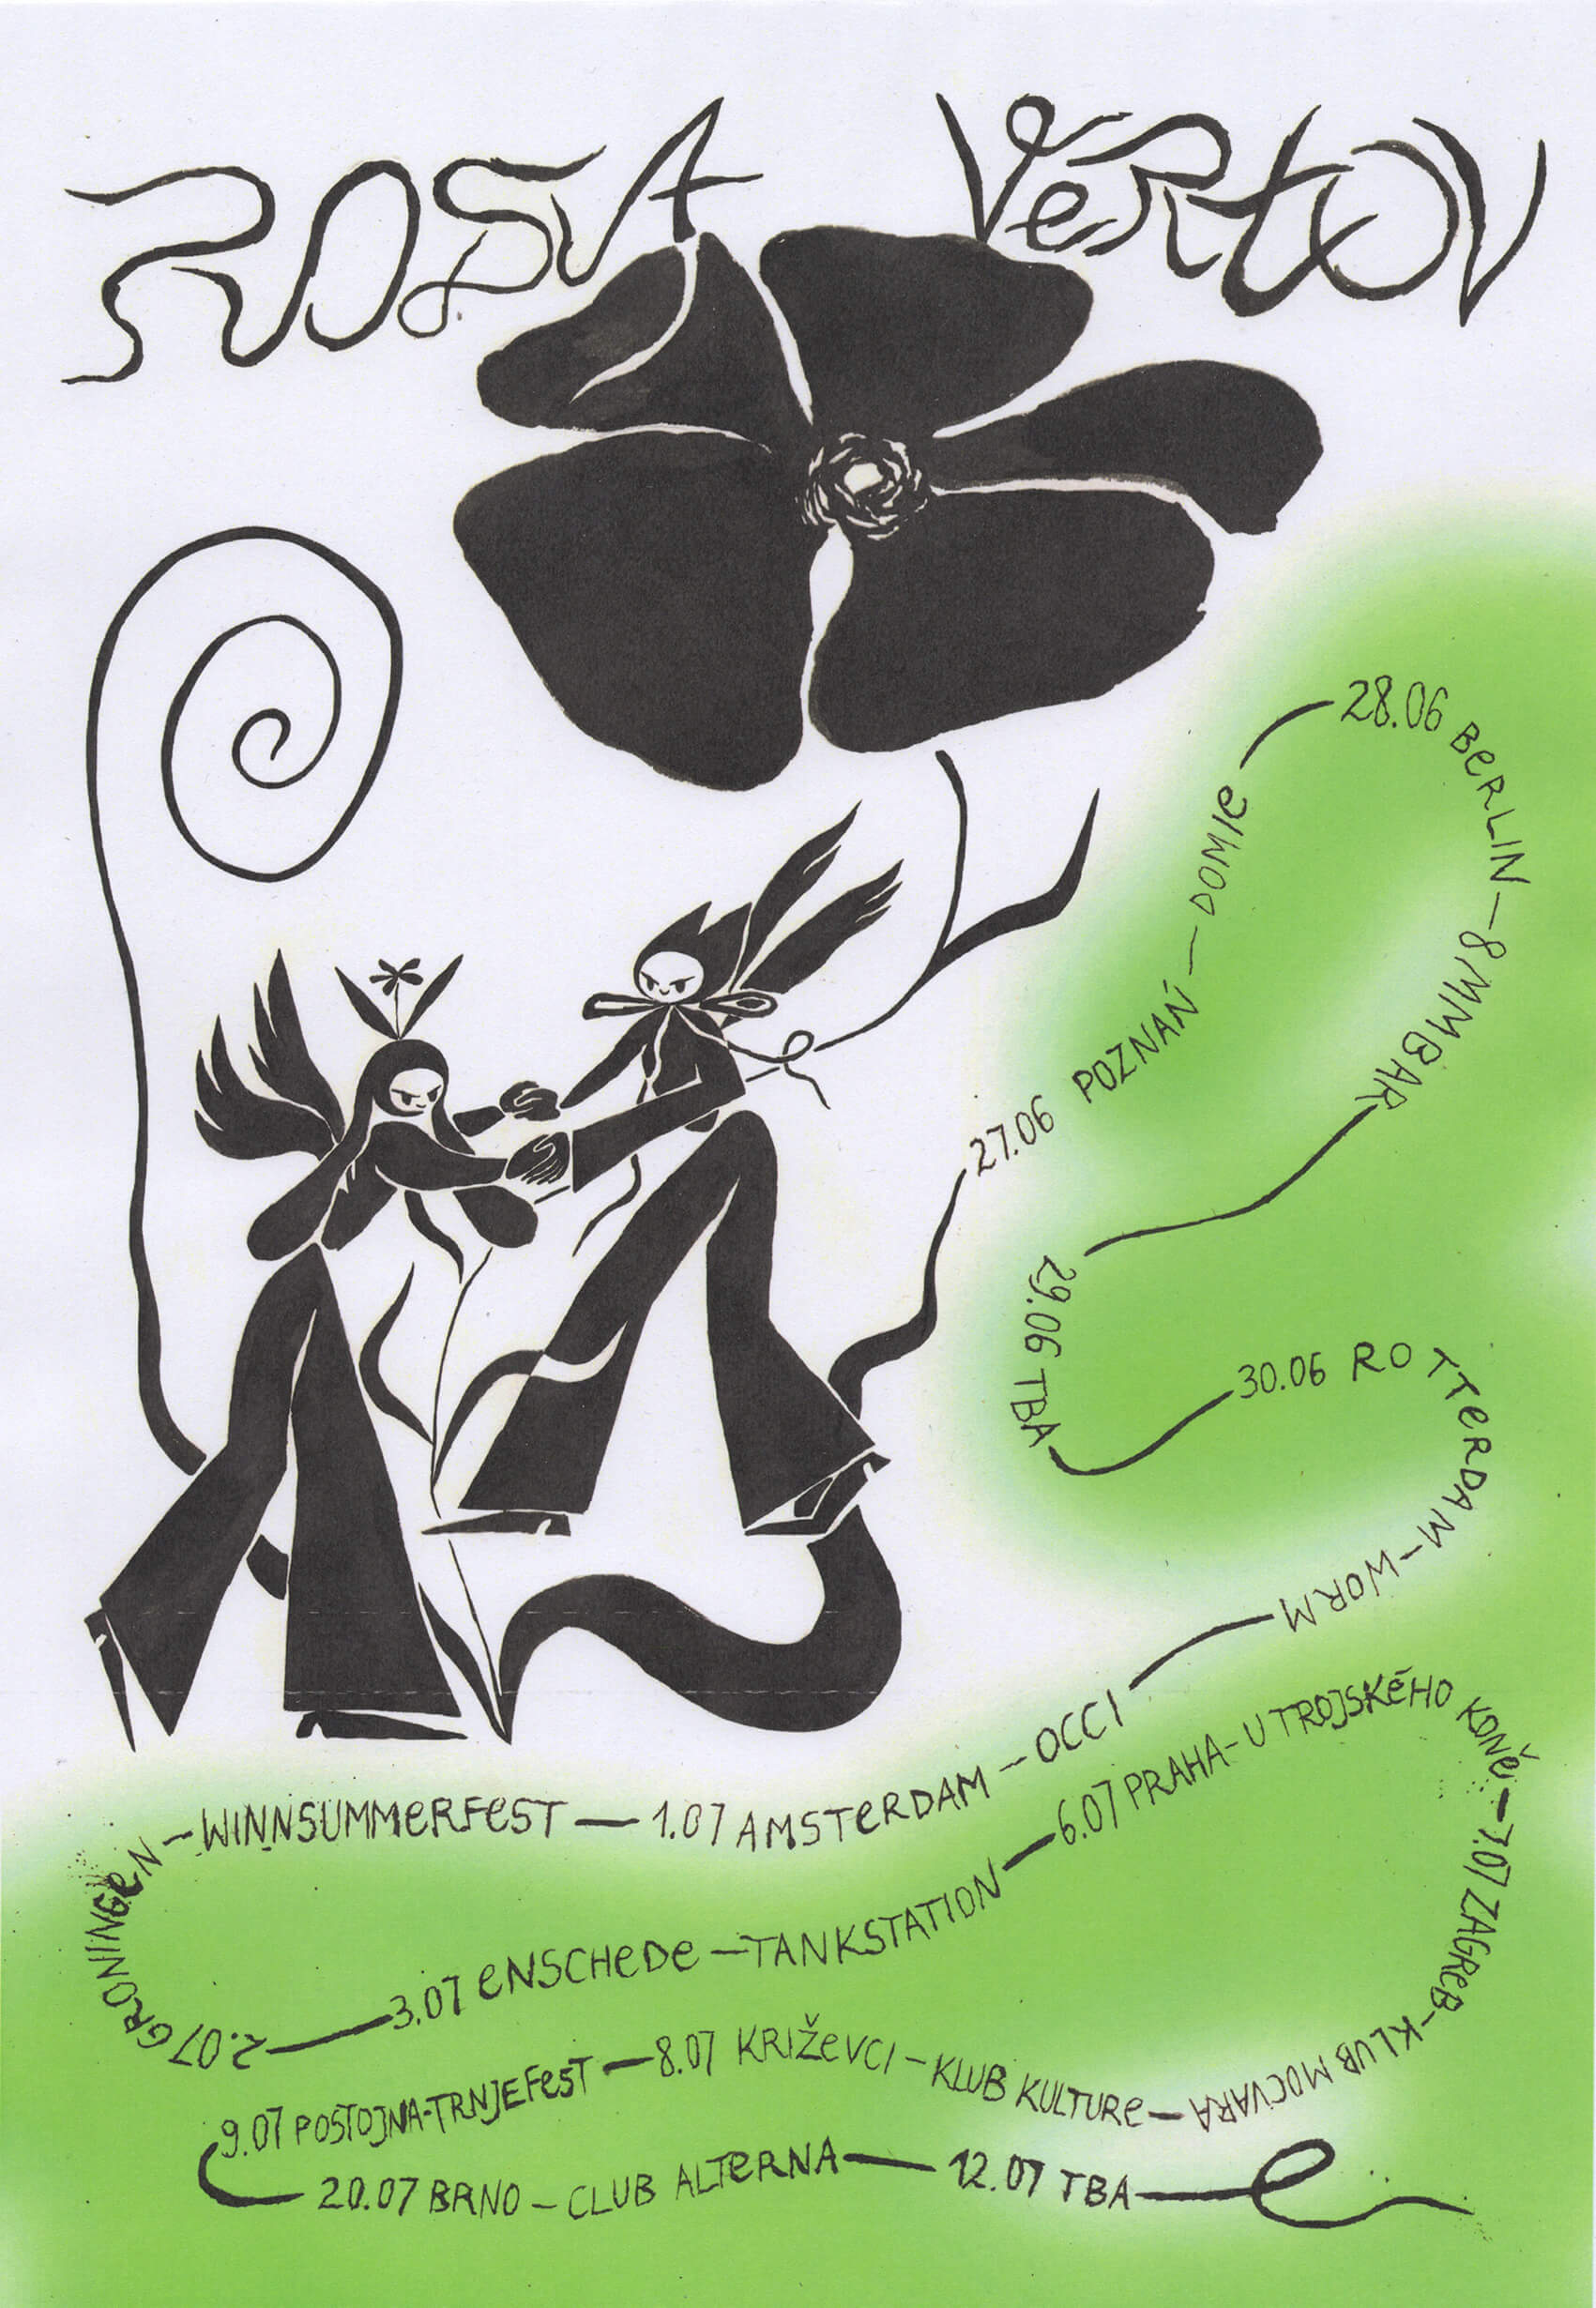 ROSA VERTOV
27.06 POZNAŃ — DOMIE
28.06 BERLIN — 8MMBAR
29.06 TBA
30.06 ROTTERDAM — WORM
1.07 AMSTERDAM — OCCI
2.07 GRONINGEN — WINNSUMMERFEST
3.07 ENSCHEDE — TANKSTATION
6.07 PRAHA - U TROJSKÉHO KONĚ
7.07 ZAGREB - KLUB MOCVARA
8.07 KRIŽEVCI - KLUB KULTURE
9.07 POSTOJNA - TRNJEFEST
20.07 BRNO - CLUB ALTERNA
12.07 TBA